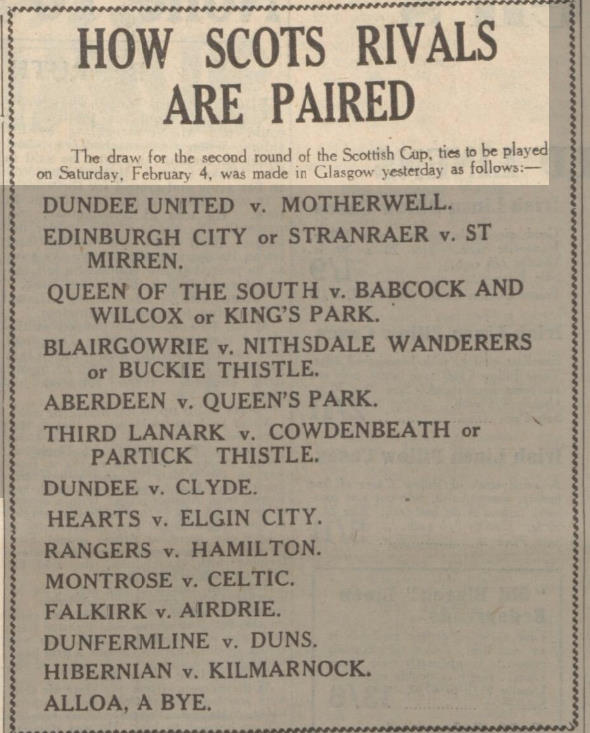 HOW SCOTS RIVALS
ARE PAIRED
The draw for the second round of the Scottish Cup, ties to be played
on Saturday, February 4, was made in Glasgow yesterday as follows:—
DUNDEE UNITED v. MOTHERWELL.
EDINBURGH CITY or STRANRAER v. ST
MIRREN.
QUEEN OF THE SOUTH v. BABCOCK AND
WILCOX or KING'S PARK.
BLAIRGOWRIE v. NITHSDALE WANDERERS
or BUCKIE THISTLE.
ABERDEEN v. QUEEN'S PARK.
THIRD LANARK v. COWDENBEATH or
PARTICK THISTLE.
DUNDEE v. CLYDE.
HEARTS v. ELGIN CITY.
RANGERS v. HAMILTON.
MONTROSE v. CELTIC.
FALKIRK v. AIRDRIE.
DUNFERMLINE v. DUNS.
HIBERNIAN v. KILMARNOCK.
ALLOA, A BYE.